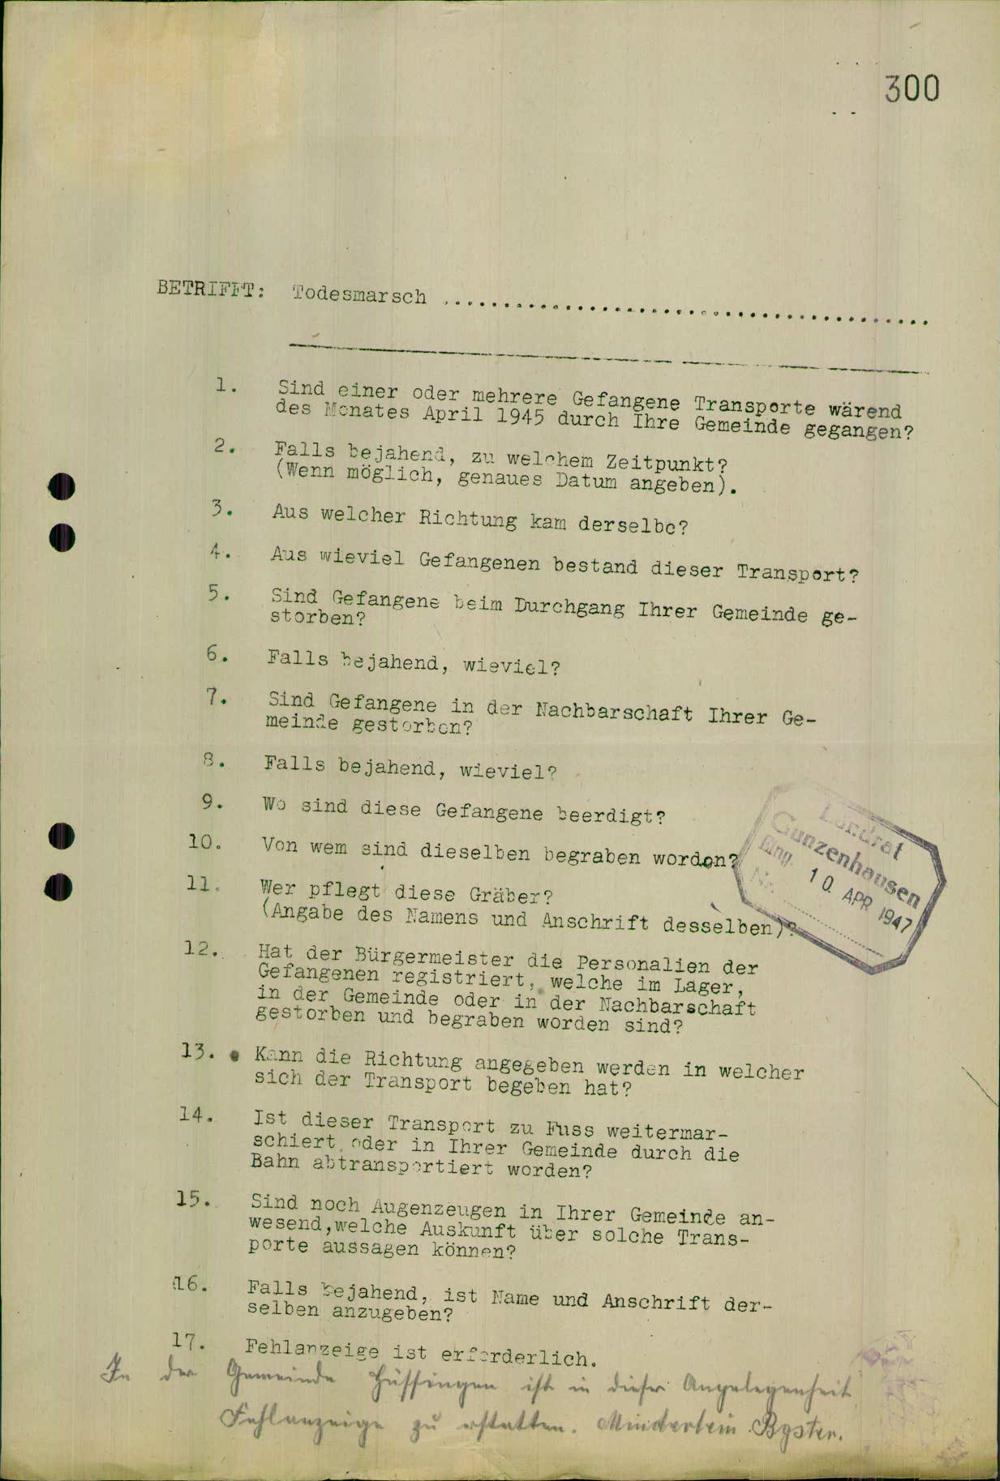 300
BETRIFFT: Todesmarsch ........................................
1. Sind einer oder mehrere Gefangene Transporte wärend
des Monates April 1945 durch Ihre Gemeinde gegangen?
2. Falls bejahend, zu welchem Zeitpunkt?
(Wenn möglich, genaues Datum angeben).
3. Aus welcher Richtung kam derselbe?
4. Aus wieviel Gefangenen bestand dieser Transport?
5. Sind Gefangene beim Durchgang Ihrer Gemeinde ge-
storben?
6. Falls bejahend, wieviel?
7. Sind Gefangene in der Nachbarschaft Ihrer Ge-
meinde gestorben?
8. Falls bejahend, wieviel?
9. Wo sind diese Gefangene beerdigt?
10. Von wem sind dieselben begraben worden?
11. Wer pflegt diese Gräber?
(Angabe des Namens und Anschrift desselben)?
Landrat
Gunzenhausen
Eing. 10. APR 1947
Nr.
12. Hat der Bürgermeister die Personalien der
Gefangenen registriert, welche im Lager,
in der Gemeinde oder in der Nachbarschaft
gestorben und begraben worden sind?
13. Kann die Richtung angegeben werden in welcher
sich der Transport begeben hat?
14. Ist dieser Transport zu Fuss weitermar-
schiert oder in Ihrer Gemeinde durch die
Bahn abtransportiert worden?
15. Sind noch Augenzeugen in Ihrer Gemeinde an-
wesend,welche Auskunft über solche Trans-
porte aussagen können?
16. Falls bejahend, ist Name und Anschrift der-
selben anzugeben?
17. Fehlanzeige ist erforderlich.
In der Gemeinde Hüssingen ist in dieser Angelegenheit
Fehlanzeige zu erstatten.